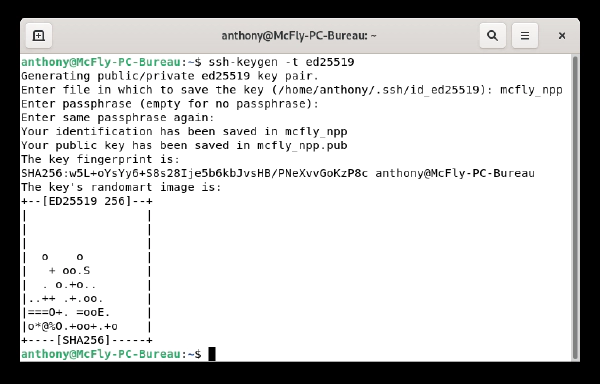 anthony@McFly-PC-Bureau: ~
anthony@McFly-PC-Bureau:~$ ssh-keygen -t ed25519
Generating public/private ed25519 key pair.
Enter file in which to save the key (/home/anthony/.ssh/id_ed25519): mcfly_npp
Enter passphrase (empty for no passphrase):
Enter same passphrase again:
Your identification has been saved in mcfly_npp
Your public key has been saved in mcfly_npp.pub
The key fingerprint is:
SHA256:w5L+oYsYy6+S8s28Ije5b6kbJvsHB/PNeXvvGoKzP8c anthony@McFly-PC-Bureau
The key's randomart image is:
+--[ED25519 256]--+
|                 |
|                 |
|                 |
|  o    o         |
|   + oo.S        |
|  . o.+o..       |
|..++ .+.oo.      |
|===O+. =ooE.     |
|o*@%O.+oo+.+o    |
+----[SHA256]-----+
anthony@McFly-PC-Bureau:~$